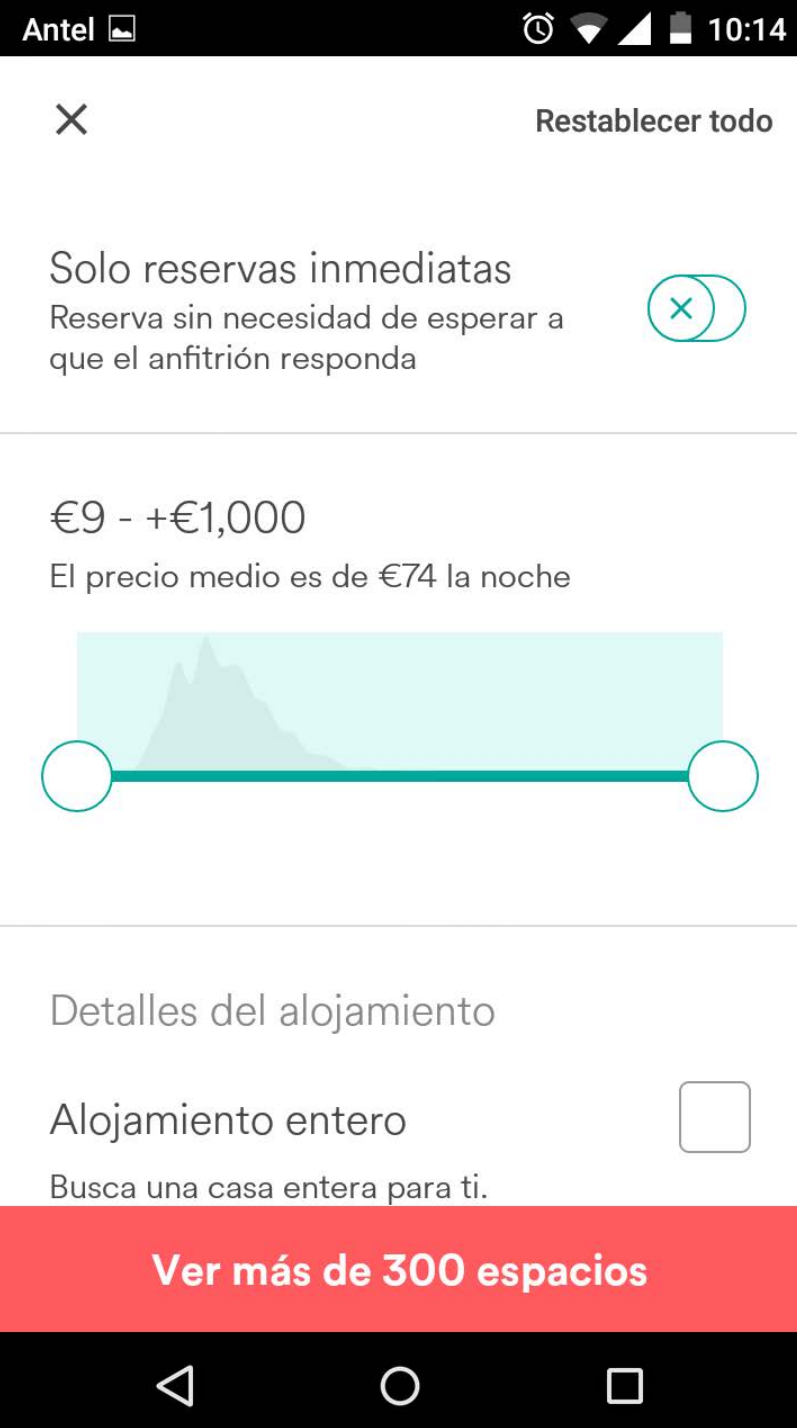 Antel 10:14
Restablecer todo
Solo reservas inmediatas
Reserva sin necesidad de esperar a
que el anfitrión responda
€9 - +€1,000
El precio medio es de €74 la noche
Detalles del alojamiento
Alojamiento entero
Busca una casa entera para ti.
Ver más de 300 espacios